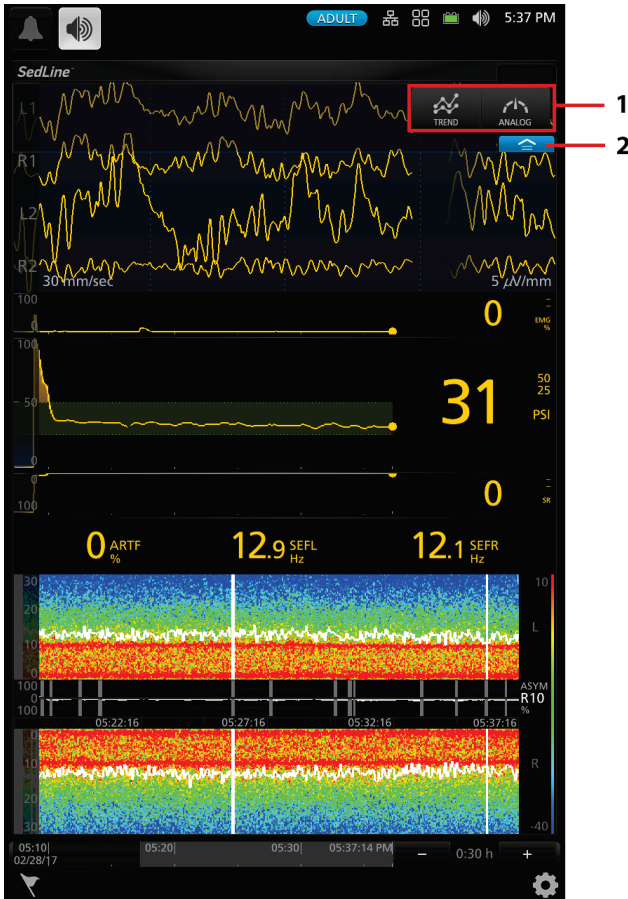 ADULT 5:37 PM
SedLine
L1
TREND ANALOG
1
2
R1
L2
R2
30 mm/sec 5 µV/mm
100
0
0 EMG
%
100
50
0
31 50
25
PSI
0
100
0 SR
0 ARTF
%
12.9 SEFL
Hz
12.1 SEFR
Hz
30
20
10
0
10
L
100
0
100
ASYM
R10
%
05:22:16 05:27:16 05:32:16 05:37:16
0
10
20
30
R
-40
05:10 05:20 05:30 05:37:14 PM
02/28/17
− 0:30 h +